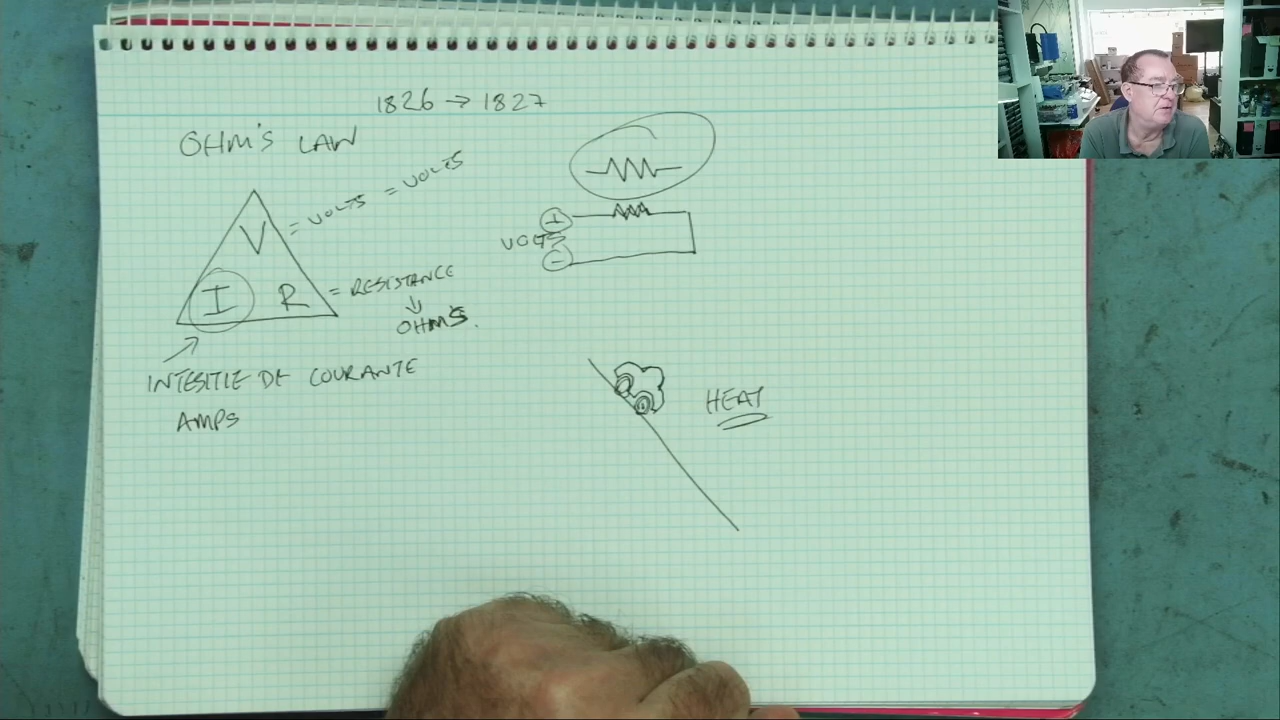 1826 → 1827
OHM'S LAW
V = VOLTS = VOLTS
I R = RESISTANCE
↓
OHMS.
INTESITIE DE COURANTE
AMPS
+
VOLTS
−
HEAT